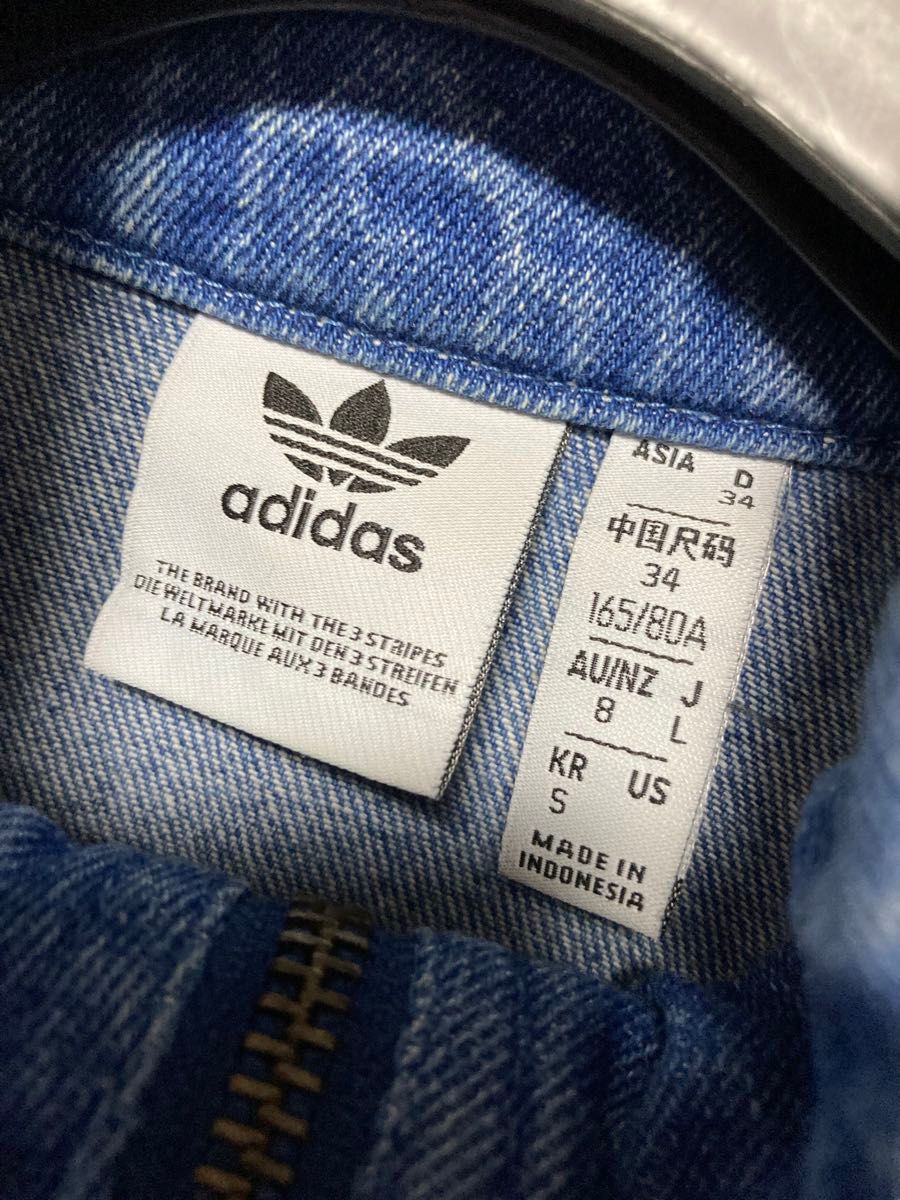 adidas
THE BRAND WITH THE 3 STRIPES
DIE WELTMARKE MIT DEN 3 STREIFEN
LA MARQUE AUX 3 BANDES
ASIA D
34
中国尺码
34
165/80A
AU/NZ J
8 L
KR US
S
MADE IN
INDONESIA